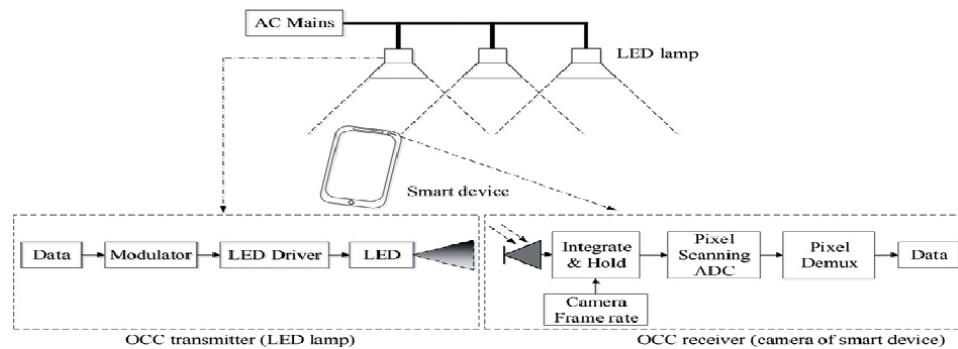 AC Mains
LED lamp
Smart device
Data
Modulator
LED Driver
LED
Integrate
& Hold
Pixel
Scanning
ADC
Pixel
Demux
Data
Camera
Frame rate
OCC transmitter (LED lamp)
OCC receiver (camera of smart device)